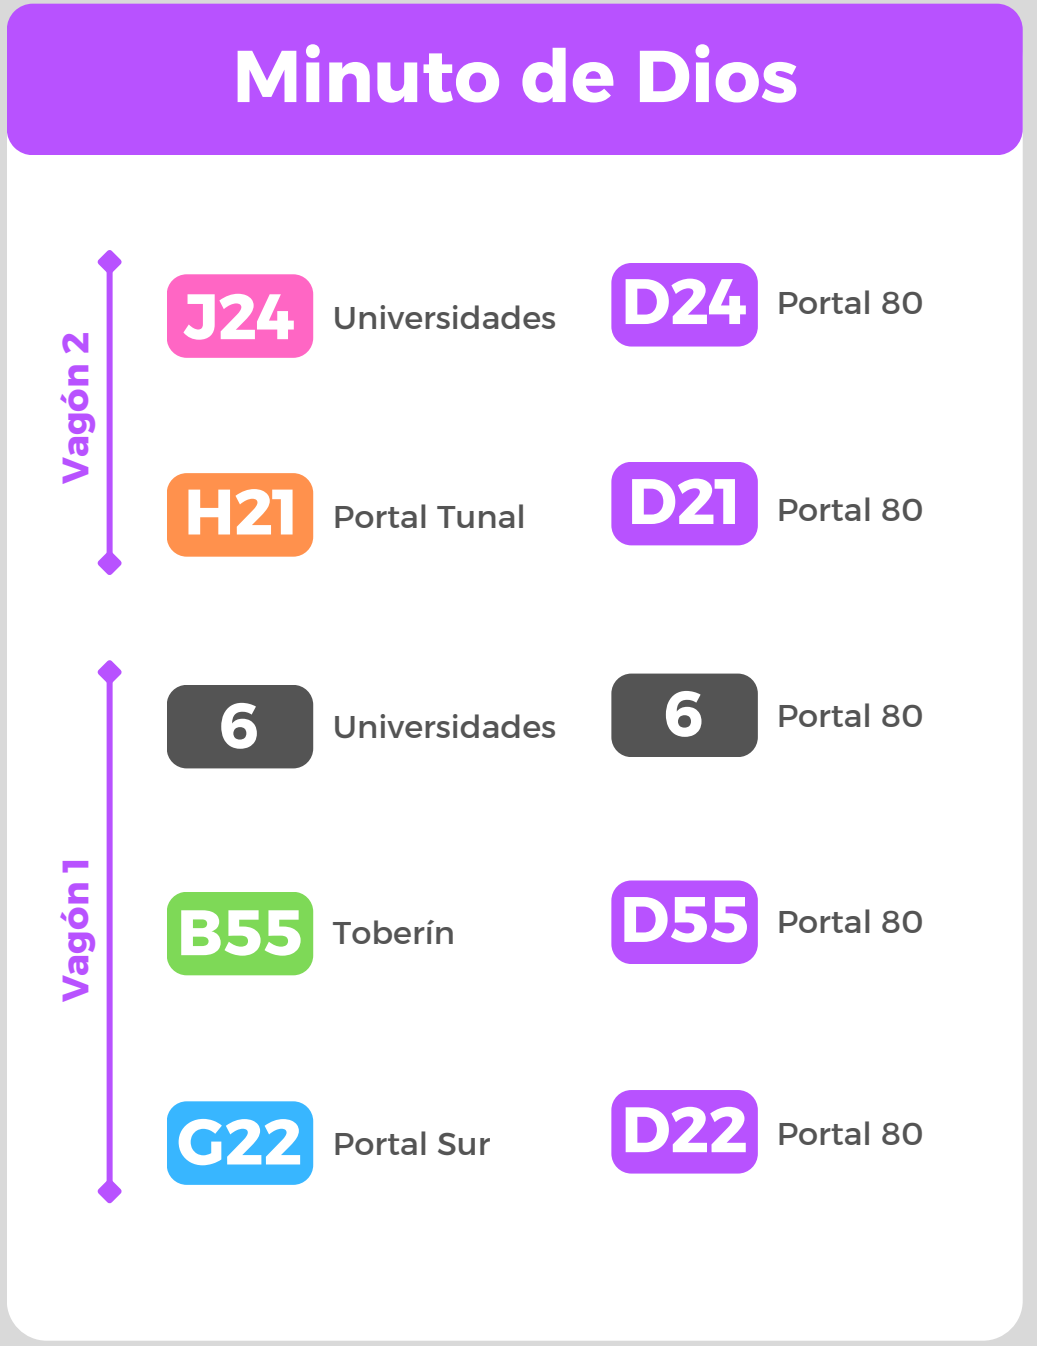 Minuto de Dios
Vagón 2
J24 Universidades
D24 Portal 80
H21 Portal Tunal
D21 Portal 80
Vagón 1
6 Universidades
6 Portal 80
B55 Toberín
D55 Portal 80
G22 Portal Sur
D22 Portal 80